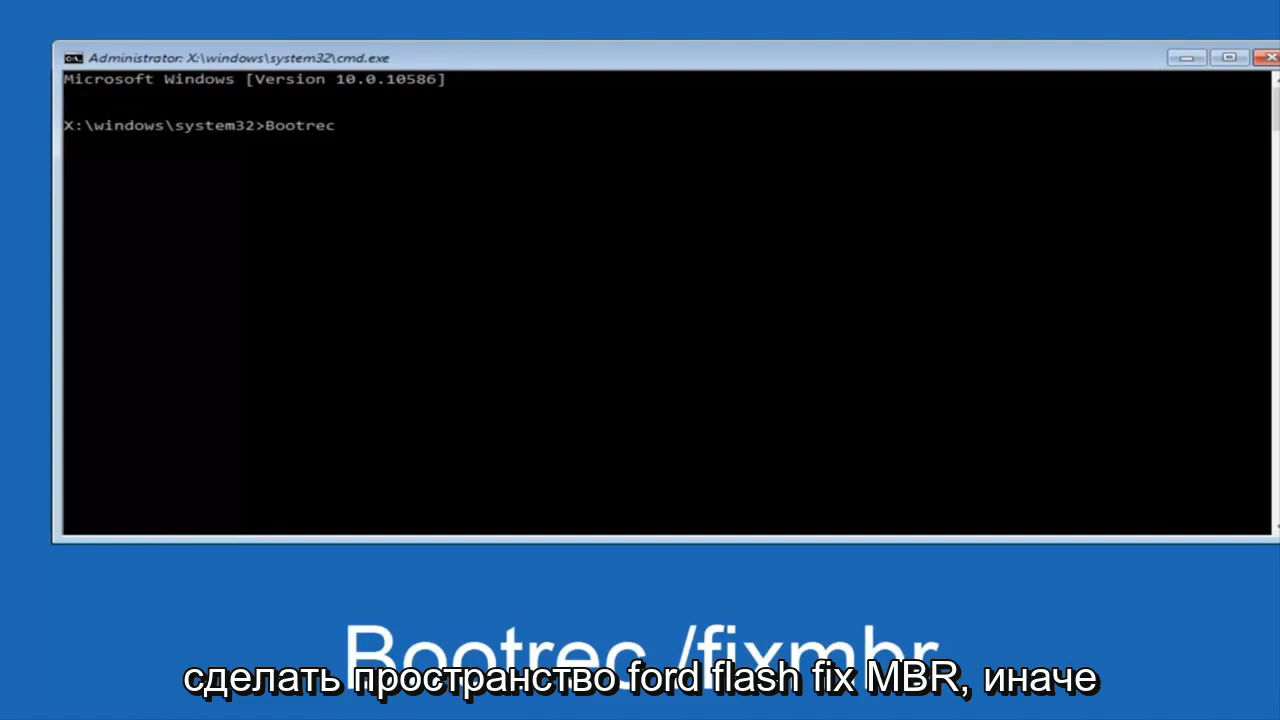 Administrator: X:\windows\system32\cmd.exe
Microsoft Windows [Version 10.0.10586]
X:\windows\system32>Bootrec
Bootrec /fixmbr
сделать пространство ford flash fix MBR, иначе